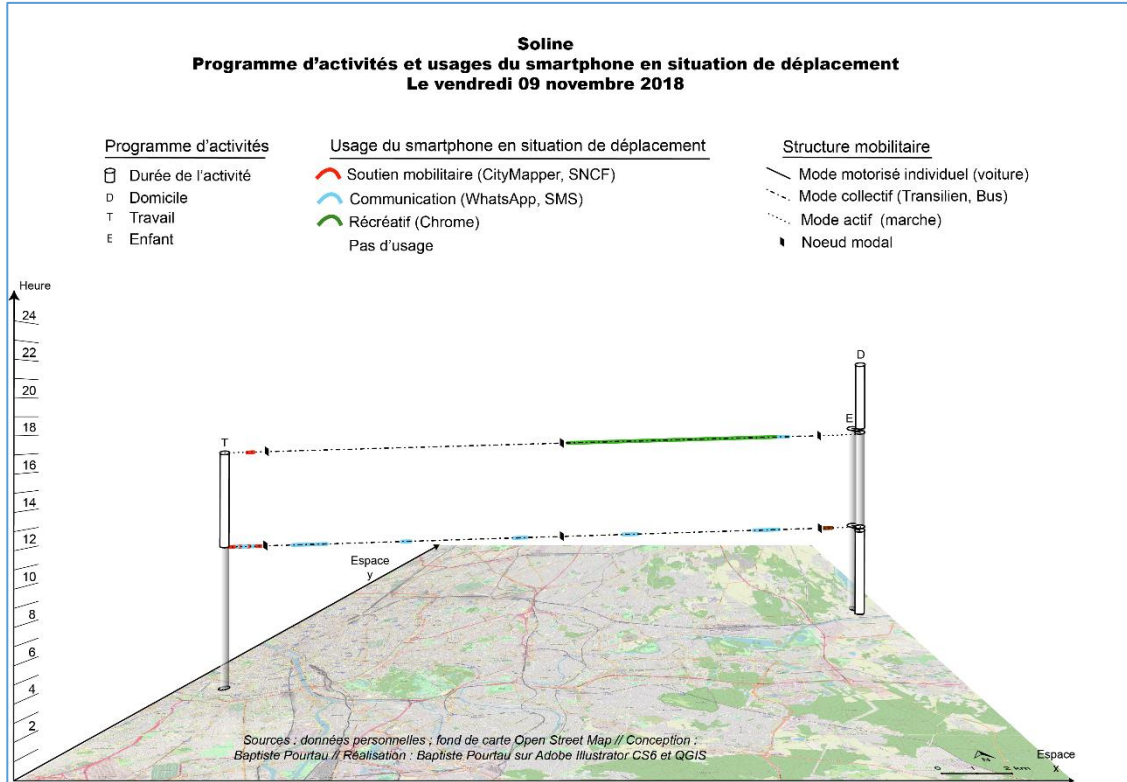 Soline
Programme d'activités et usages du smartphone en situation de déplacement
Le vendredi 09 novembre 2018
Programme d'activités
Durée de l'activité
D Domicile
T Travail
E Enfant
Usage du smartphone en situation de déplacement
Soutien mobilitaire (CityMapper, SNCF)
Communication (WhatsApp, SMS)
Récréatif (Chrome)
Pas d'usage
Structure mobilitaire
Mode motorisé individuel (voiture)
Mode collectif (Transilien, Bus)
Mode actif (marche)
Noeud modal
Heure
24
22
20
18
16
14
12
10
8
6
4
2
T
D
E
Espace
y
Sources : données personnelles ; fond de carte Open Street Map // Conception :
Baptiste Pourtau // Réalisation : Baptiste Pourtau sur Adobe Illustrator CS6 et QGIS
N
0 1 2 km
Espace
x